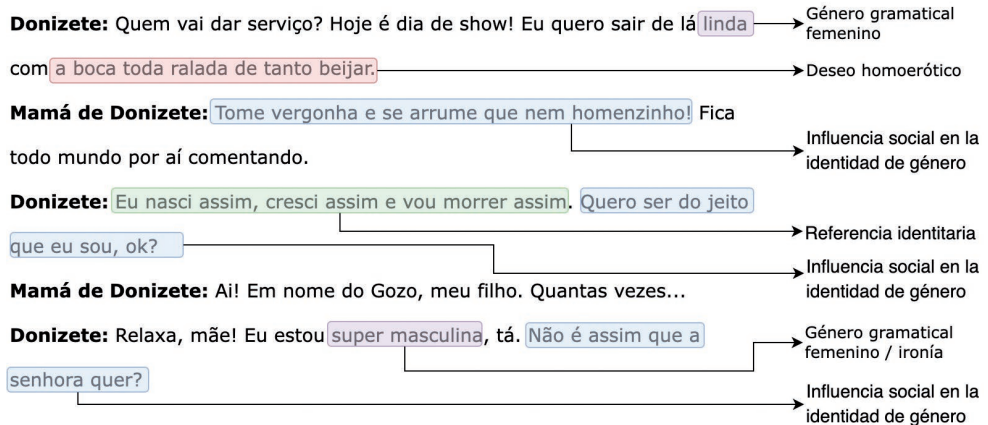 Donizete: Quem vai dar serviço? Hoje é dia de show! Eu quero sair de lá linda
Género gramatical
femenino
com a boca toda ralada de tanto beijar.
Deseo homoerótico
Mamá de Donizete: Tome vergonha e se arrume que nem homenzinho! Fica
todo mundo por aí comentando.
Influencia social en la
identidad de género
Donizete: Eu nasci assim, cresci assim e vou morrer assim. Quero ser do jeito
que eu sou, ok?
Referencia identitaria
Influencia social en la
identidad de género
Mamá de Donizete: Ai! Em nome do Gozo, meu filho. Quantas vezes...
Donizete: Relaxa, mãe! Eu estou super masculina, tá. Não é assim que a
senhora quer?
Género gramatical
femenino / ironía
Influencia social en la
identidad de género